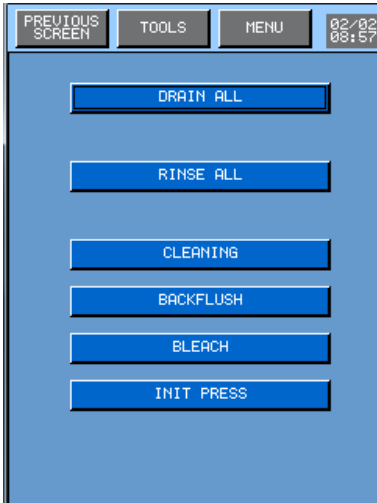 PREVIOUS
SCREEN
TOOLS
MENU
02/02
08:57
DRAIN ALL
RINSE ALL
CLEANING
BACKFLUSH
BLEACH
INIT PRESS